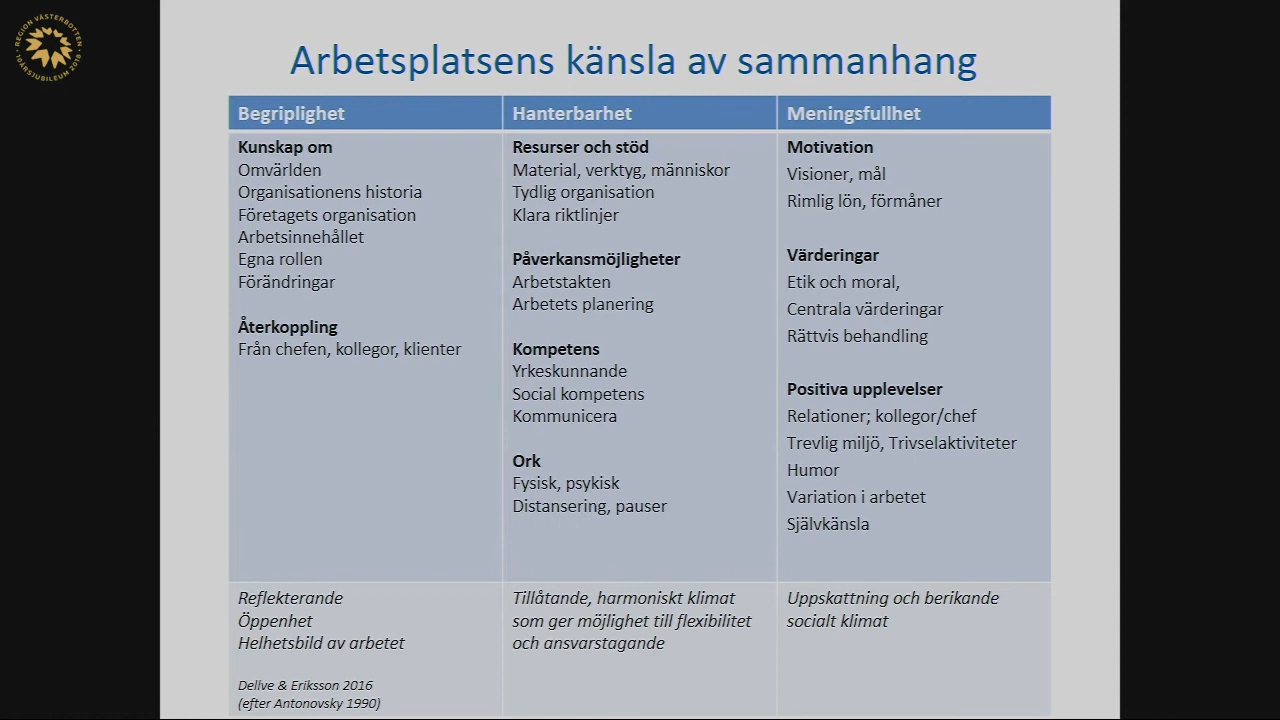 REGION VÄSTERBOTTEN
10 ÅRSJUBILEUM 2018
Arbetsplatsens känsla av sammanhang
Begriplighet
Kunskap om
Omvärlden
Organisationens historia
Företagets organisation
Arbetsinnehållet
Egna rollen
Förändringar
Återkoppling
Från chefen, kollegor, klienter
Reflekterande
Öppenhet
Helhetsbild av arbetet
Dellve & Eriksson 2016
(efter Antonovsky 1990)
Hanterbarhet
Resurser och stöd
Material, verktyg, människor
Tydlig organisation
Klara riktlinjer
Påverkansmöjligheter
Arbetstakten
Arbetets planering
Kompetens
Yrkeskunnande
Social kompetens
Kommunicera
Ork
Fysisk, psykisk
Distansering, pauser
Tillåtande, harmoniskt klimat
som ger möjlighet till flexibilitet
och ansvarstagande
Meningsfullhet
Motivation
Visioner, mål
Rimlig lön, förmåner
Värderingar
Etik och moral,
Centrala värderingar
Rättvis behandling
Positiva upplevelser
Relationer; kollegor/chef
Trevlig miljö, Trivselaktiviteter
Humor
Variation i arbetet
Självkänsla
Uppskattning och berikande
socialt klimat